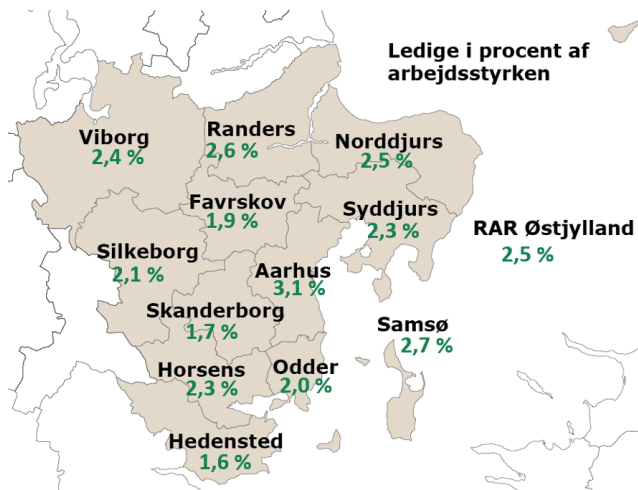 Ledige i procent af
arbejdsstyrken
Viborg
2,4 %
Randers
2,6 %
Norddjurs
2,5 %
Favrskov
1,9 %
Syddjurs
2,3 %
RAR Østjylland
2,5 %
Silkeborg
2,1 %
Aarhus
3,1 %
Skanderborg
1,7 %
Samsø
2,7 %
Horsens
2,3 %
Odder
2,0 %
Hedensted
1,6 %